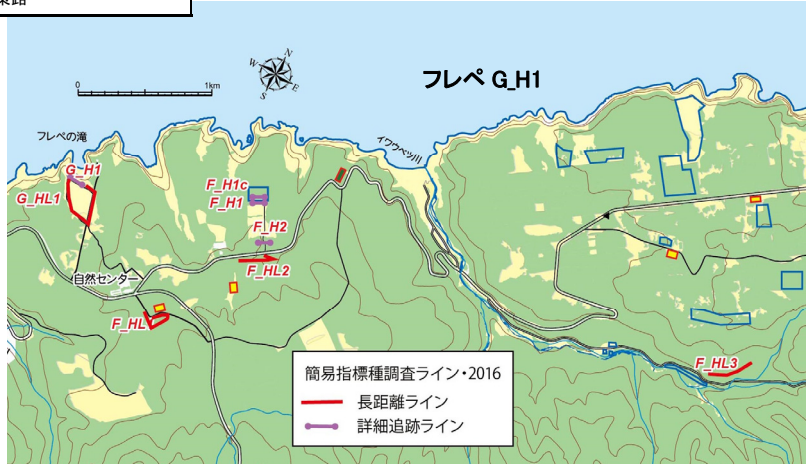 フレペ G_H1
N
W
E
S
0
1km
フレペの滝
イワウベツ川
G_H1
G_HL1
F_H1c
F_H1
F_H2
F_HL2
自然センター
F_HL
F_HL3
簡易指標種調査ライン・2016
長距離ライン
詳細追跡ライン